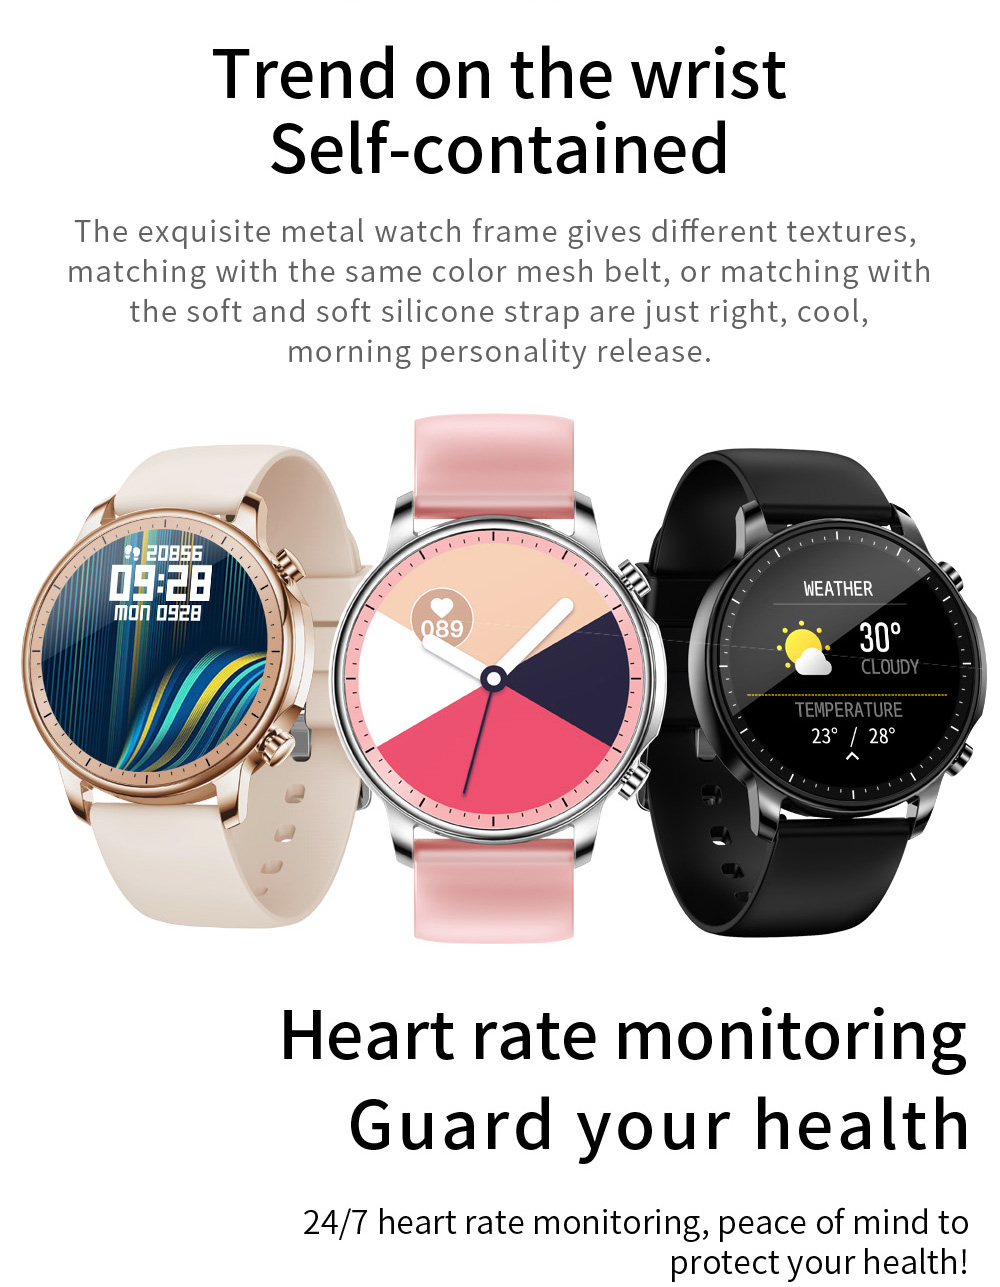 Trend on the wrist
Self-contained
The exquisite metal watch frame gives different textures,
matching with the same color mesh belt, or matching with
the soft and soft silicone strap are just right, cool,
morning personality release.
20856
09:28
MON 0928
089
WEATHER
30°
CLOUDY
TEMPERATURE
23° / 28°
Heart rate monitoring
Guard your health
24/7 heart rate monitoring, peace of mind to
protect your health!